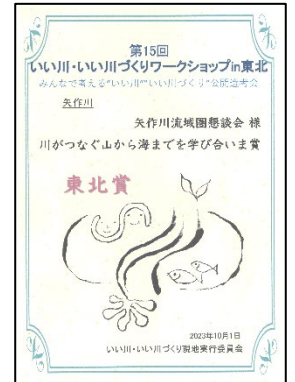 第15回
いい川・いい川づくりワークショップin東北
みんなで考える“いい川”“いい川づくり”公開選考会
矢作川
矢作川流域圏懇談会 様
川がつなぐ山から海までを学び合いま賞
東北賞
2023年10月1日
いい川・いい川づくり現地実行委員会